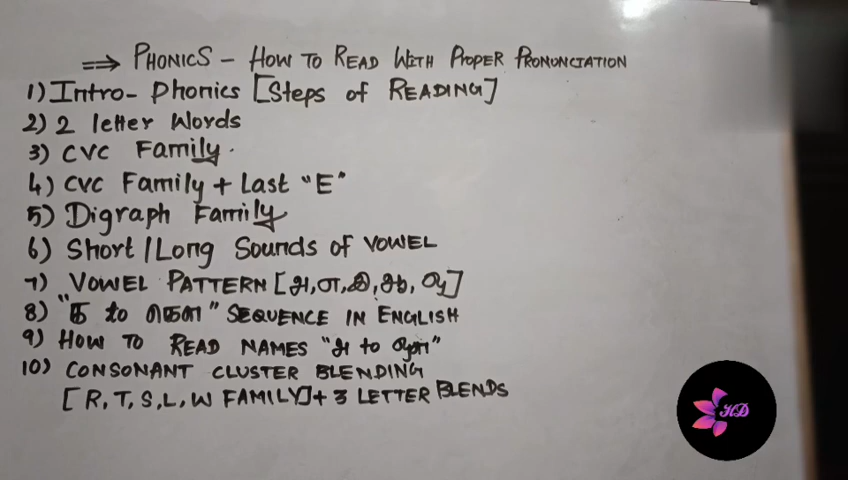 ⇒ PHONICS - HOW TO READ WITH PROPER PRONONCIATION
1) Intro- Phonics [Steps of READING]
2) 2 letter Words
3) CVC Family.
4) CVC Family + Last "E"
5) Digraph Family
6) Short / Long Sounds of VOWEL
7) VOWEL PATTERN
8) "க to கௌ" SEQUENCE IN ENGLISH
9) HOW TO READ NAMES
10) CONSONANT CLUSTER BLENDING
[R, T, S, L, W FAMILY] + 3 LETTER BLENDS
HD